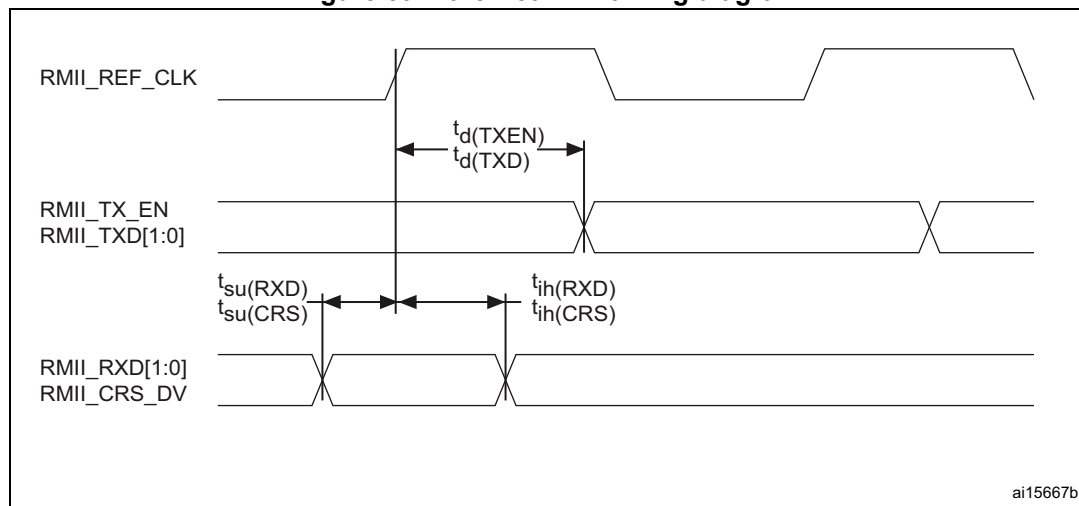 RMII_REF_CLK
td(TXEN)
td(TXD)
RMII_TX_EN
RMII_TXD[1:0]
tsu(RXD)
tsu(CRS)
tih(RXD)
tih(CRS)
RMII_RXD[1:0]
RMII_CRS_DV
ai15667b